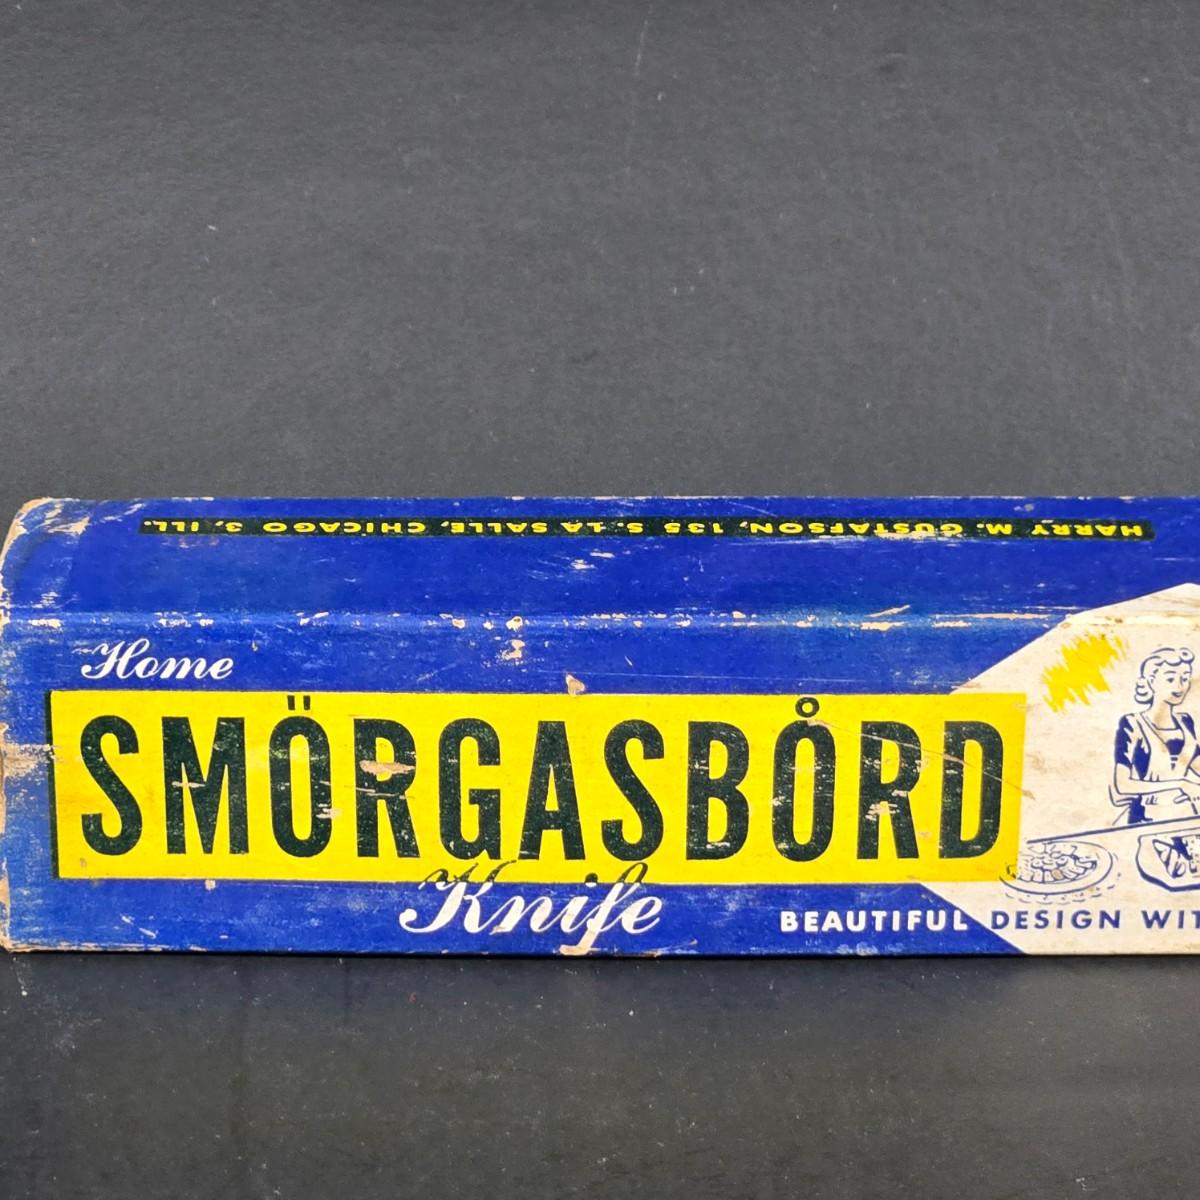 HARRY M. GUSTAFSON, 135 S. LA SALLE, CHICAGO 3, ILL.
Home
SMÖRGASBÅRD
Knife
BEAUTIFUL DESIGN WIT